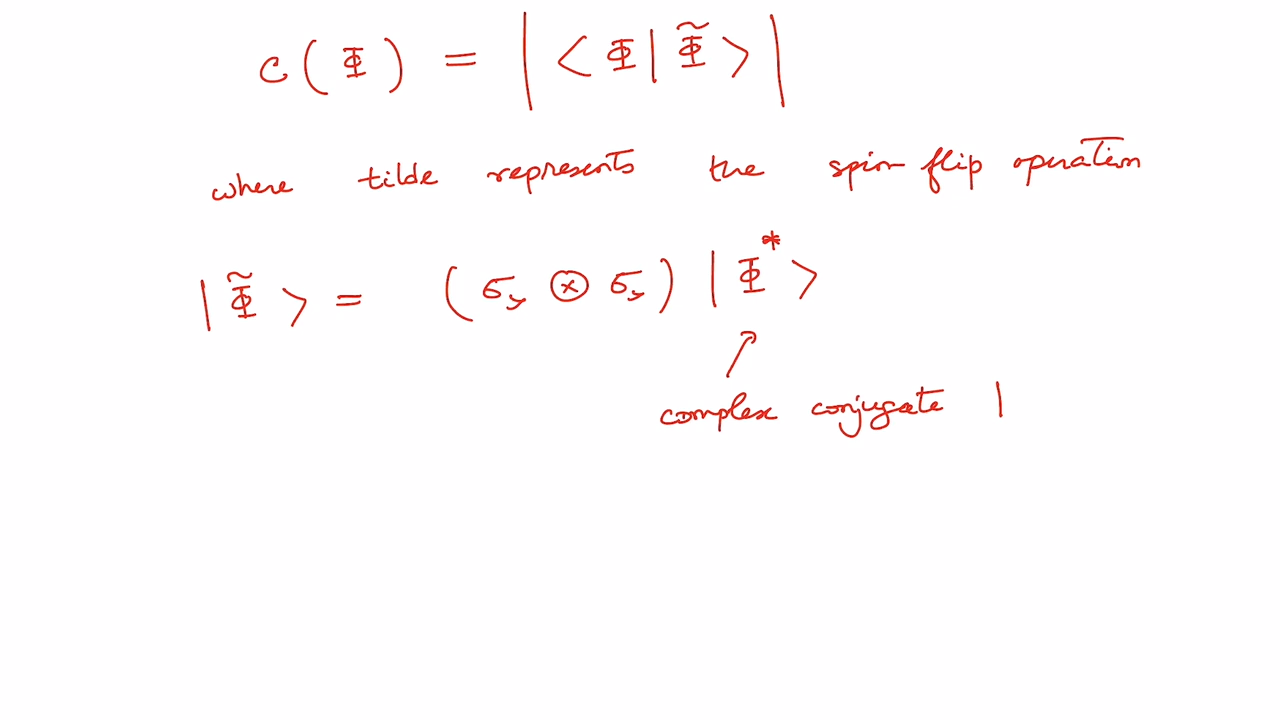 c ( Φ ) = | < Φ | Φ̃ > |
where tilde represents the spin flip operation
| Φ̃ > = ( σy ⊗ σy ) | Φ* >
↗
complex conjugate |